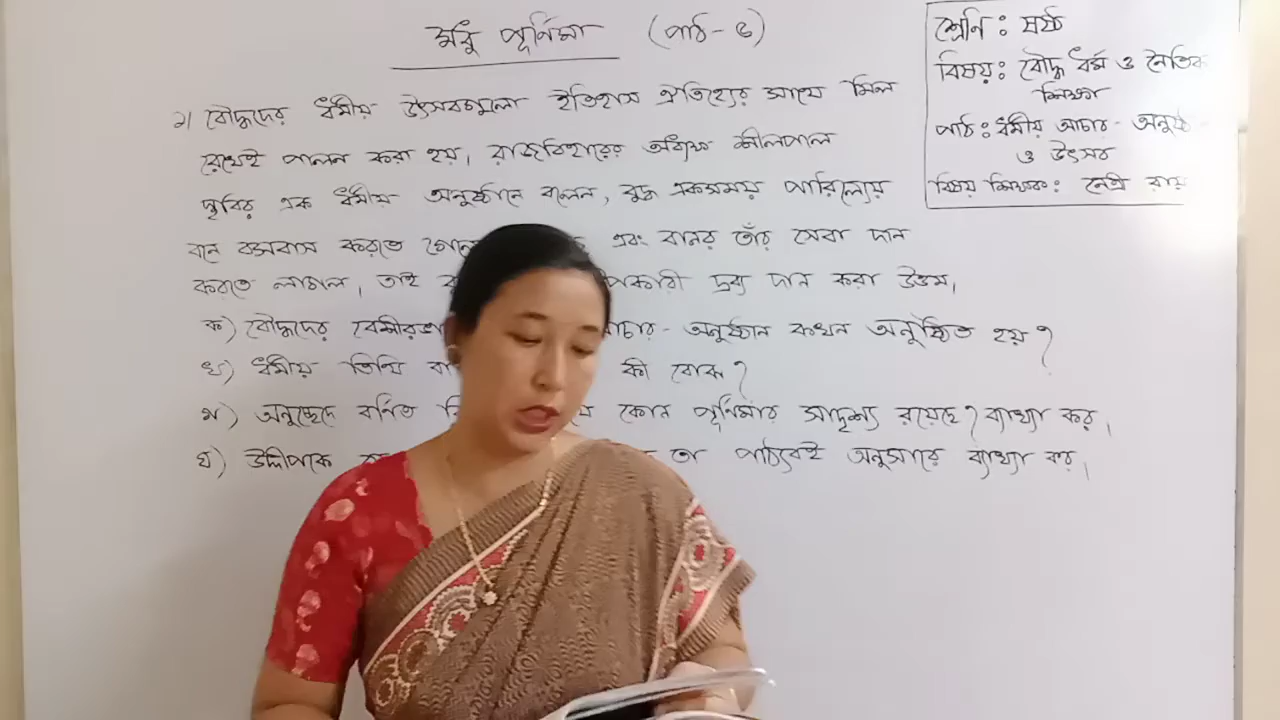 মধু পূর্ণিমা (পাঠ - ৬)
শ্রেণি : ষষ্ঠ
বিষয় : বৌদ্ধ ধর্ম ও নৈতিক
শিক্ষা
পাঠ : ধর্মীয় আচার - অনুষ্ঠ
ও উৎসব
বিষয় শিক্ষক : নেত্রী রায়
১। বৌদ্ধদের ধর্মীয় উৎসবগুলো ইতিহাস ঐতিহ্যের সাথে মিল
রেখেই পালন করা হয়। রাজবিহারের অধ্যক্ষ শীলপাল
স্থবির এক ধর্মীয় অনুষ্ঠানে বলেন, বুদ্ধ একসময় পারিল্যেয়
বনে বসবাস করতে এবং বানর তাঁর সেবা দান
করতে লাগল। তাই দ্রব্য দান করা উত্তম।
ক) বৌদ্ধদের আচার - অনুষ্ঠান কখন অনুষ্ঠিত হয় ?
খ) ধর্মীয় তিথি কী বোঝ ?
গ) অনুচ্ছেদে বর্ণিত কোন পূর্ণিমার সাদৃশ্য রয়েছে ? ব্যাখ্যা কর।
ঘ) উদ্দীপকে তা পাঠ্যবই অনুসারে ব্যাখ্যা কর।